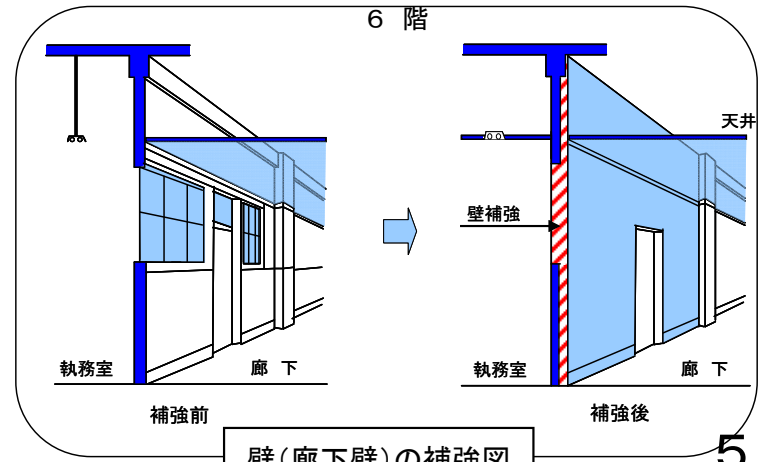 6 階
天井
壁補強
執務室
廊 下
執務室
廊 下
補強前
補強後
壁(廊下壁)の補強図
5